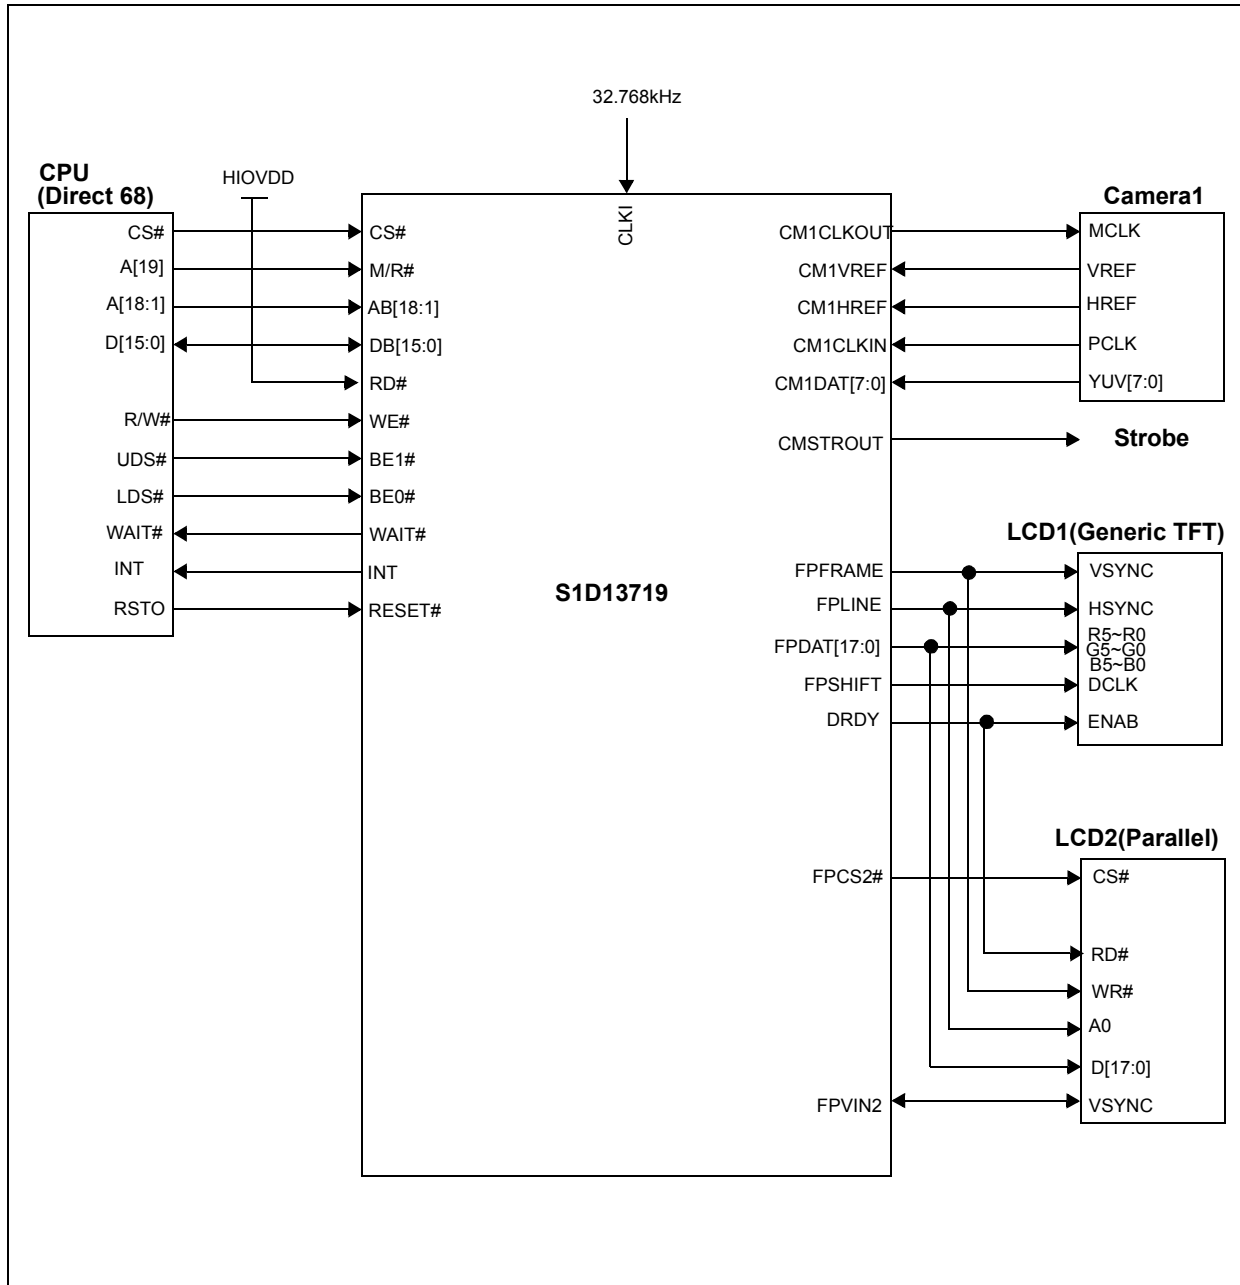 32.768kHz
CPU
(Direct 68)
HIOVDD
CS#
A[19]
A[18:1]
D[15:0]
R/W#
UDS#
LDS#
WAIT#
INT
RSTO
CS#
M/R#
AB[18:1]
DB[15:0]
RD#
WE#
BE1#
BE0#
WAIT#
INT
RESET#
CLKI
S1D13719
CM1CLKOUT
CM1VREF
CM1HREF
CM1CLKIN
CM1DAT[7:0]
CMSTROUT
FPFRAME
FPLINE
FPDAT[17:0]
FPSHIFT
DRDY
FPCS2#
FPVIN2
Camera1
MCLK
VREF
HREF
PCLK
YUV[7:0]
Strobe
LCD1(Generic TFT)
VSYNC
HSYNC
R5~R0
G5~G0
B5~B0
DCLK
ENAB
LCD2(Parallel)
CS#
RD#
WR#
A0
D[17:0]
VSYNC